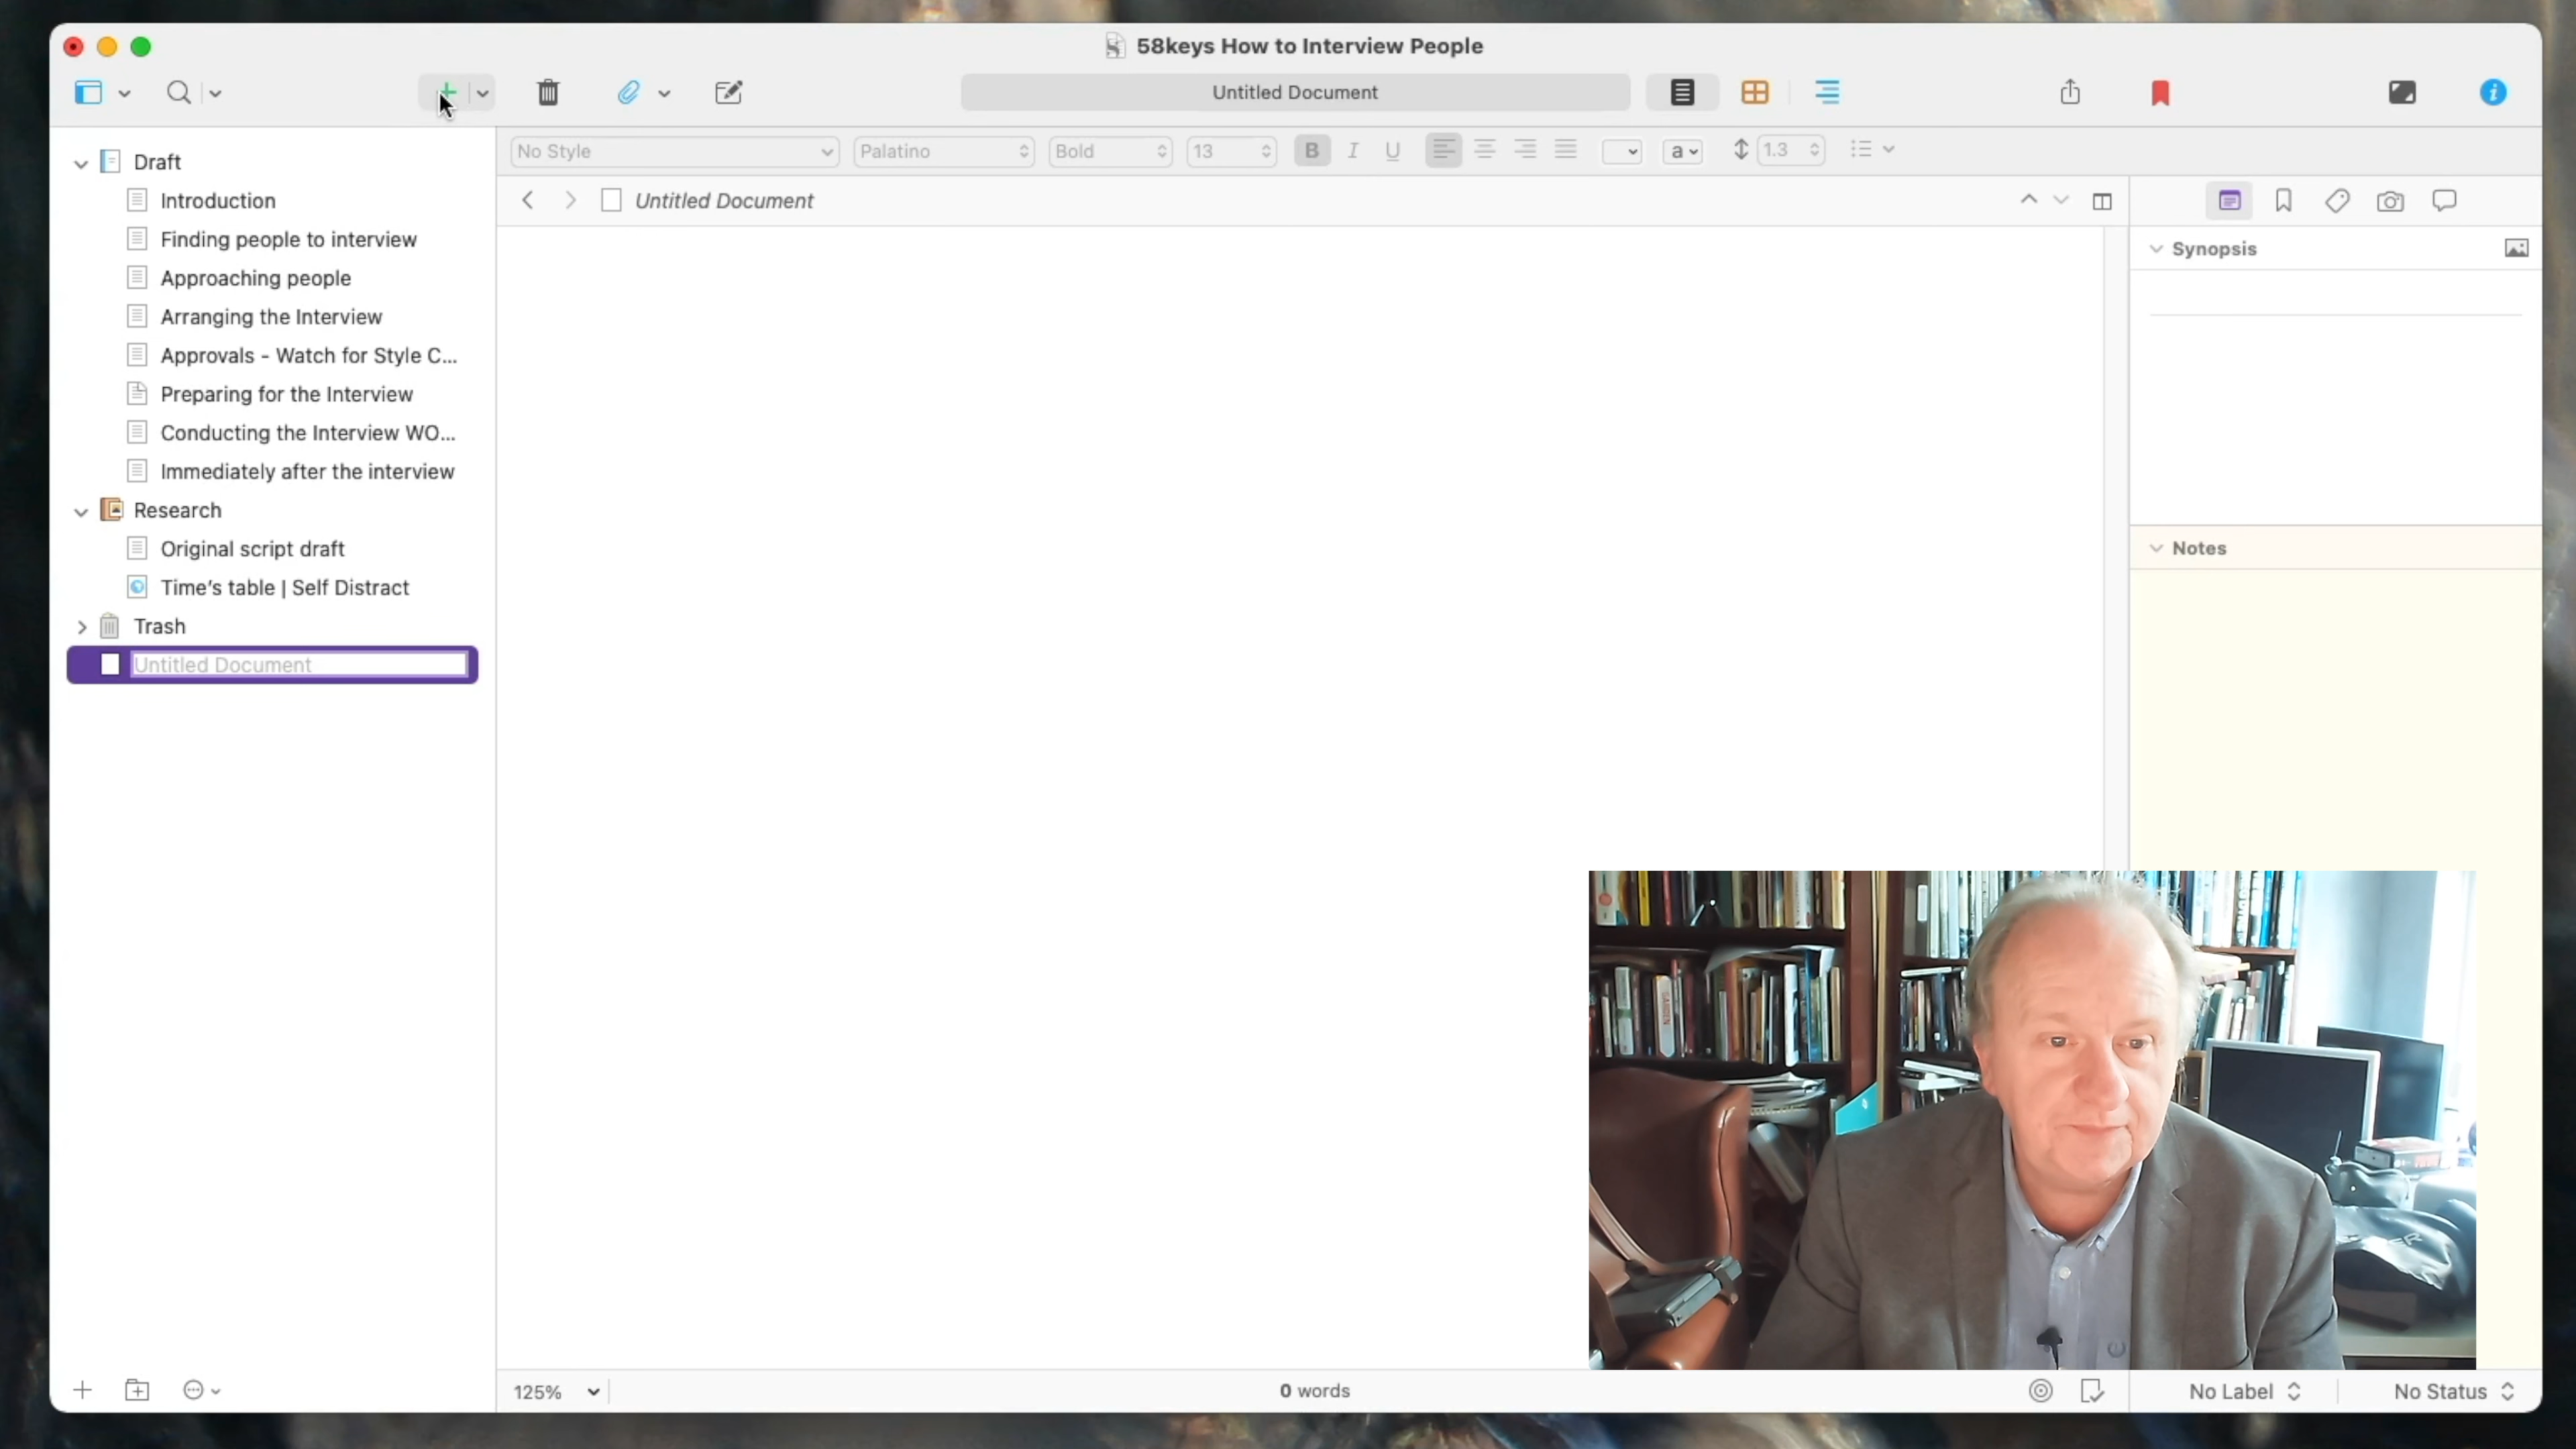 58keys How to Interview People
Untitled Document
No Style
Palatino
Bold
13
B
I
U
a
1.3
Untitled Document
Draft
Introduction
Finding people to interview
Approaching people
Arranging the Interview
Approvals - Watch for Style C...
Preparing for the Interview
Conducting the Interview WO...
Immediately after the interview
Research
Original script draft
Time's table | Self Distract
Trash
Untitled Document
Synopsis
Notes
125%
0 words
No Label
No Status